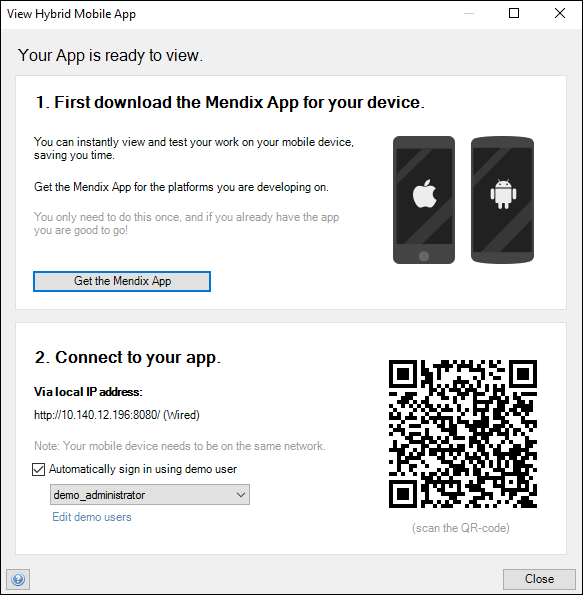 View Hybrid Mobile App
Your App is ready to view.
1. First download the Mendix App for your device.
You can instantly view and test your work on your mobile device,
saving you time.
Get the Mendix App for the platforms you are developing on.
You only need to do this once, and if you already have the app
you are good to go!
Get the Mendix App
2. Connect to your app.
Via local IP address:
http://10.140.12.196:8080/ (Wired)
Note: Your mobile device needs to be on the same network.
Automatically sign in using demo user
demo_administrator
Edit demo users
(scan the QR-code)
?
Close